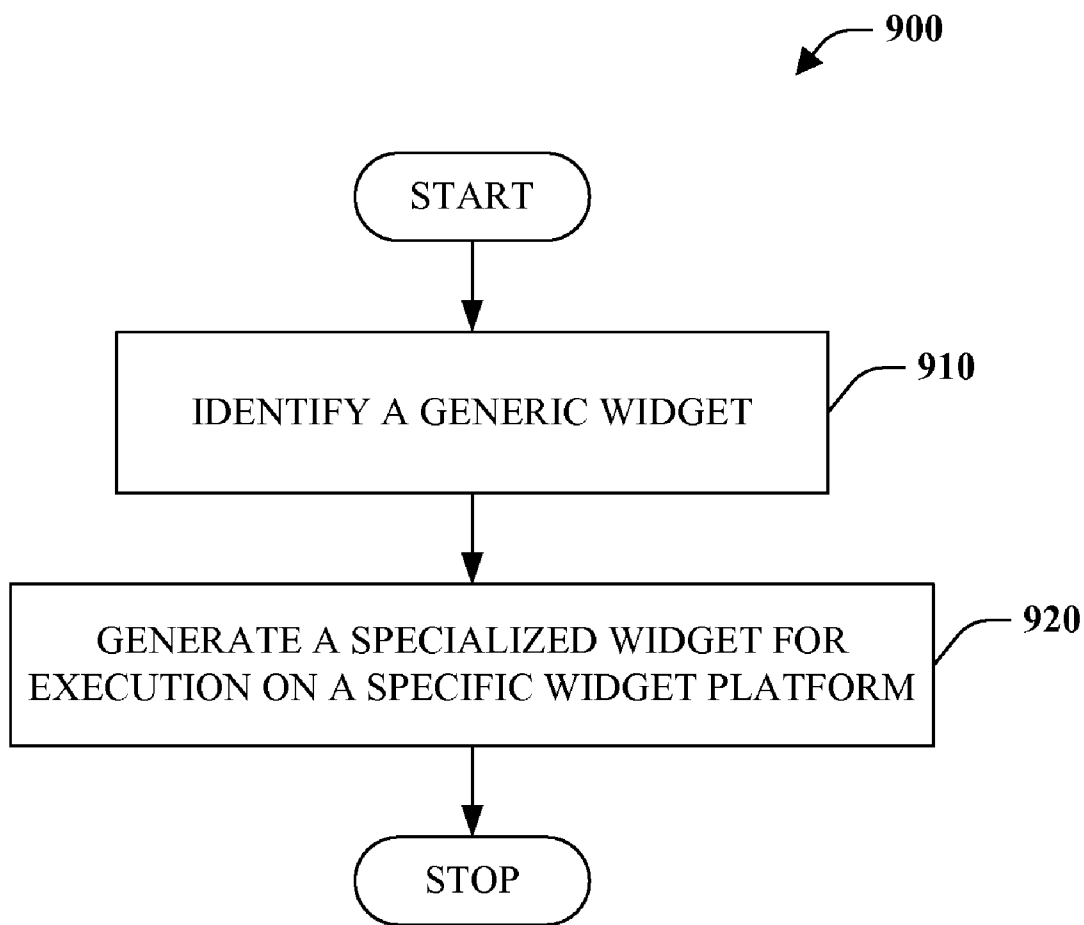 900
START
910
IDENTIFY A GENERIC WIDGET
920
GENERATE A SPECIALIZED WIDGET FOR
EXECUTION ON A SPECIFIC WIDGET PLATFORM
STOP